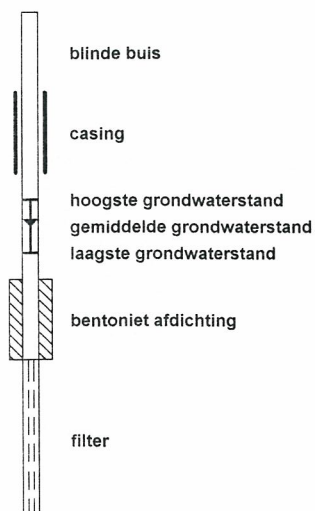 blinde buis
casing
hoogste grondwaterstand
gemiddelde grondwaterstand
laagste grondwaterstand
bentoniet afdichting
filter